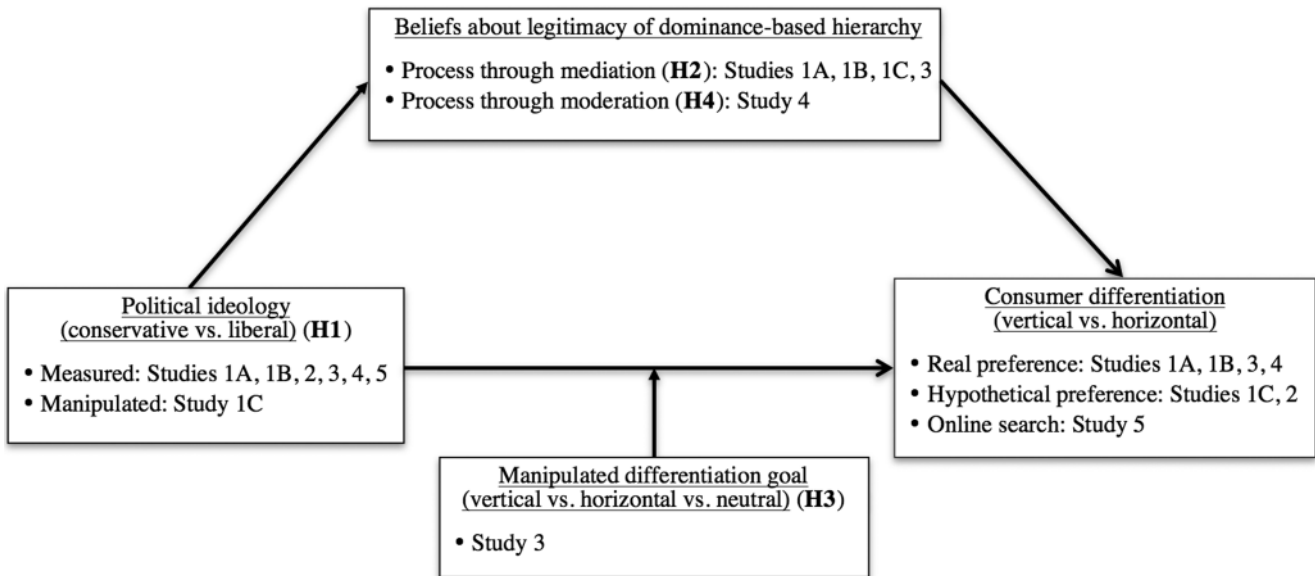 Beliefs about legitimacy of dominance-based hierarchy
• Process through mediation (H2): Studies 1A, 1B, 1C, 3
• Process through moderation (H4): Study 4
Political ideology
(conservative vs. liberal) (H1)
• Measured: Studies 1A, 1B, 2, 3, 4, 5
• Manipulated: Study 1C
Consumer differentiation
(vertical vs. horizontal)
• Real preference: Studies 1A, 1B, 3, 4
• Hypothetical preference: Studies 1C, 2
• Online search: Study 5
Manipulated differentiation goal
(vertical vs. horizontal vs. neutral) (H3)
• Study 3